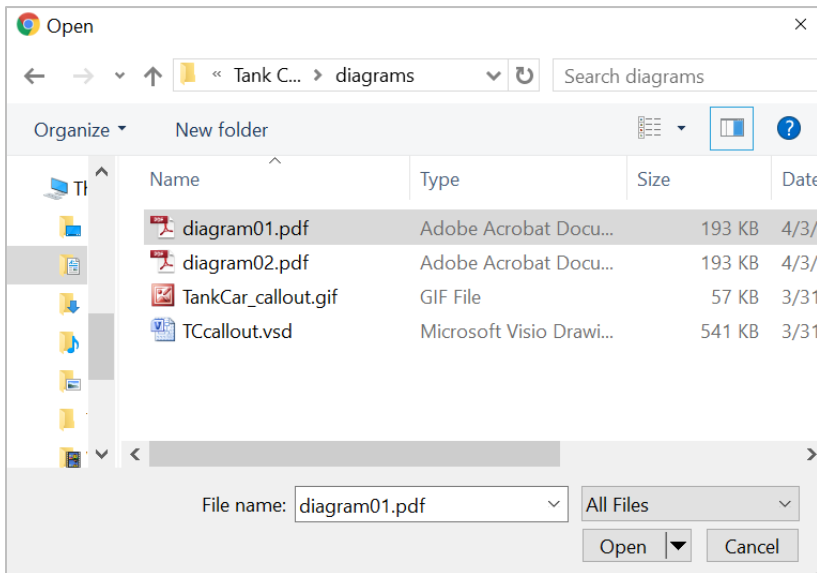 Open
« Tank C... > diagrams
Search diagrams
Organize
New folder
Name Type Size Date
diagram01.pdf Adobe Acrobat Docu... 193 KB 4/3/
diagram02.pdf Adobe Acrobat Docu... 193 KB 4/3/
TankCar_callout.gif GIF File 57 KB 3/31
TCcallout.vsd Microsoft Visio Drawi... 541 KB 3/31
File name: diagram01.pdf All Files
Open Cancel